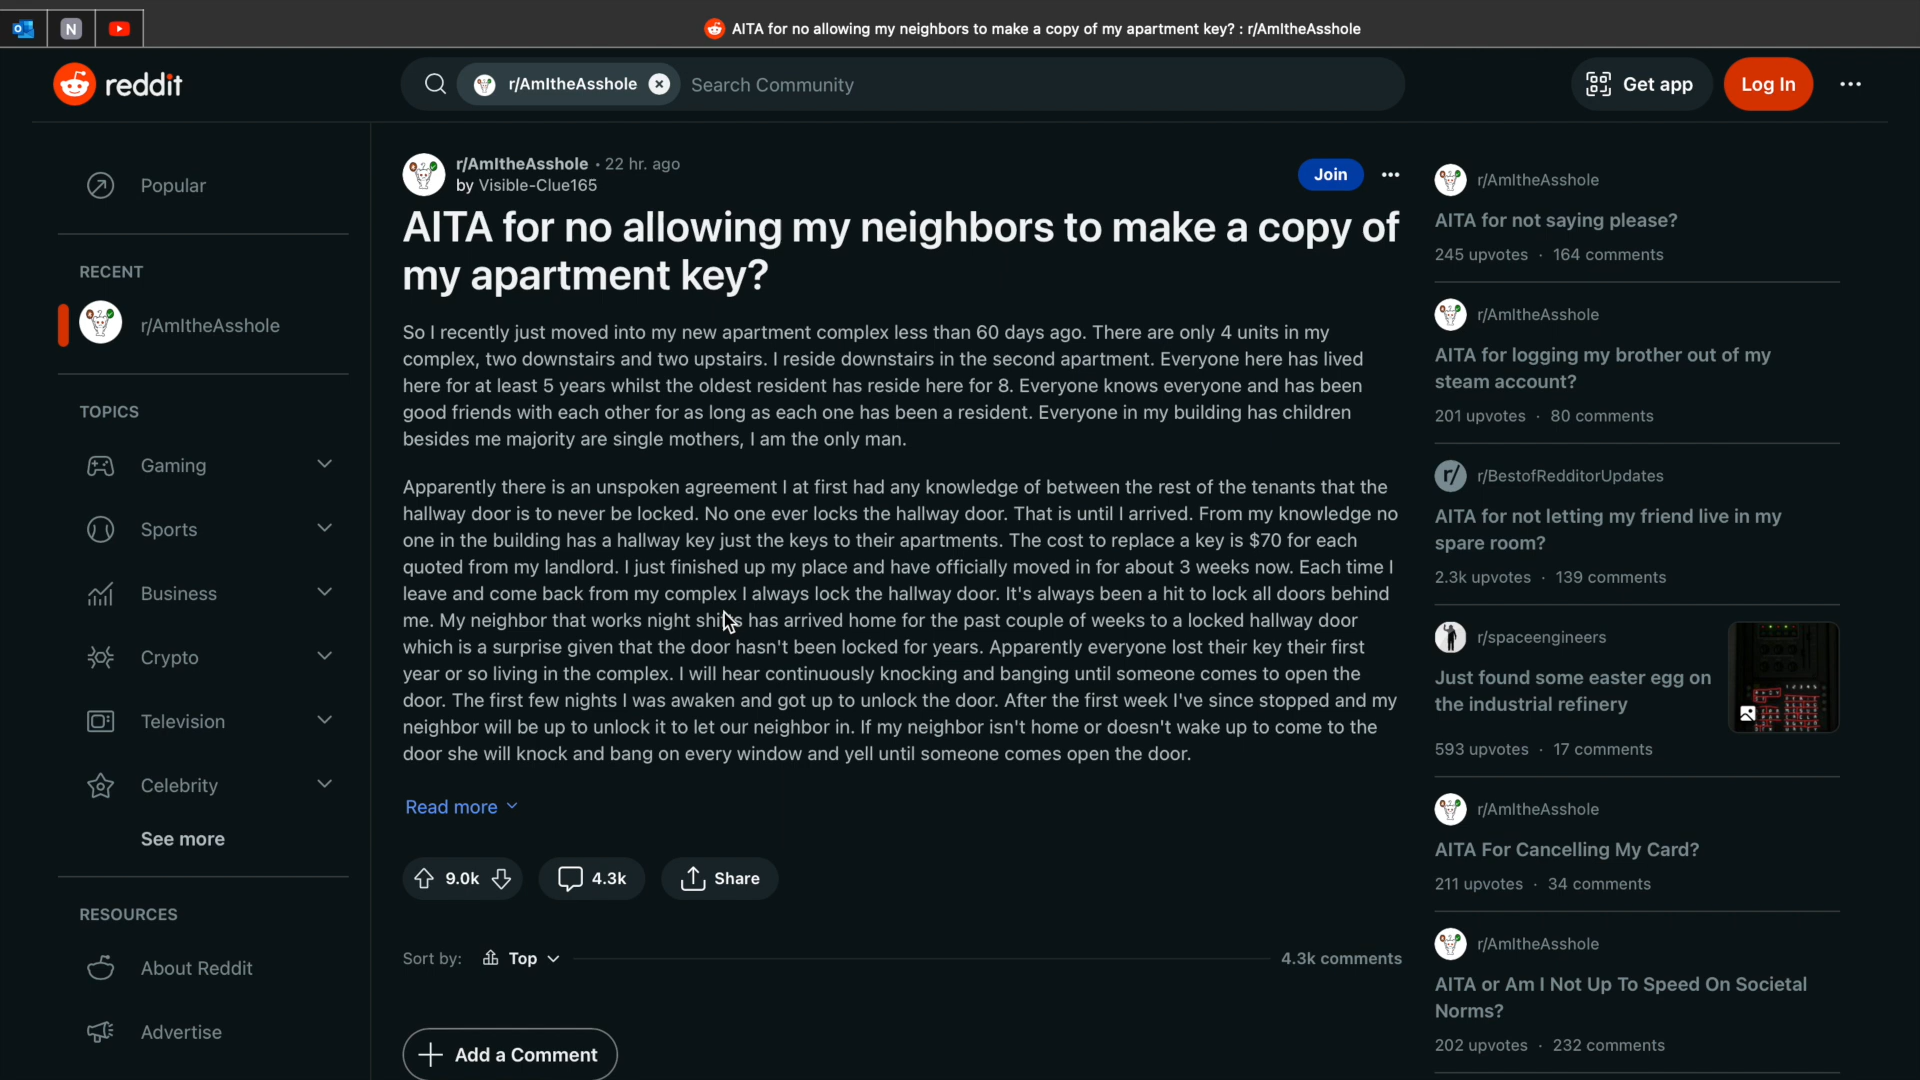 N
AITA for no allowing my neighbors to make a copy of my apartment key? : r/AmItheAsshole
reddit
r/AmItheAsshole
Search Community
Get app
Log In
Popular
RECENT
r/AmItheAsshole
TOPICS
Gaming
Sports
Business
Crypto
Television
Celebrity
See more
RESOURCES
About Reddit
Advertise
r/AmItheAsshole · 22 hr. ago
by Visible-Clue165
Join
AITA for no allowing my neighbors to make a copy of
my apartment key?
So I recently just moved into my new apartment complex less than 60 days ago. There are only 4 units in my
complex, two downstairs and two upstairs. I reside downstairs in the second apartment. Everyone here has lived
here for at least 5 years whilst the oldest resident has reside here for 8. Everyone knows everyone and has been
good friends with each other for as long as each one has been a resident. Everyone in my building has children
besides me majority are single mothers, I am the only man.
Apparently there is an unspoken agreement I at first had any knowledge of between the rest of the tenants that the
hallway door is to never be locked. No one ever locks the hallway door. That is until I arrived. From my knowledge no
one in the building has a hallway key just the keys to their apartments. The cost to replace a key is $70 for each
quoted from my landlord. I just finished up my place and have officially moved in for about 3 weeks now. Each time I
leave and come back from my complex I always lock the hallway door. It's always been a hit to lock all doors behind
me. My neighbor that works night shifts has arrived home for the past couple of weeks to a locked hallway door
which is a surprise given that the door hasn't been locked for years. Apparently everyone lost their key their first
year or so living in the complex. I will hear continuously knocking and banging until someone comes to open the
door. The first few nights I was awaken and got up to unlock the door. After the first week I've since stopped and my
neighbor will be up to unlock it to let our neighbor in. If my neighbor isn't home or doesn't wake up to come to the
door she will knock and bang on every window and yell until someone comes open the door.
Read more
9.0k
4.3k
Share
Sort by: Top
4.3k comments
Add a Comment
r/AmItheAsshole
AITA for not saying please?
245 upvotes · 164 comments
r/AmItheAsshole
AITA for logging my brother out of my
steam account?
201 upvotes · 80 comments
r/
r/BestofRedditorUpdates
AITA for not letting my friend live in my
spare room?
2.3k upvotes · 139 comments
r/spaceengineers
Just found some easter egg on
the industrial refinery
593 upvotes · 17 comments
r/AmItheAsshole
AITA For Cancelling My Card?
211 upvotes · 34 comments
r/AmItheAsshole
AITA or Am I Not Up To Speed On Societal
Norms?
202 upvotes · 232 comments